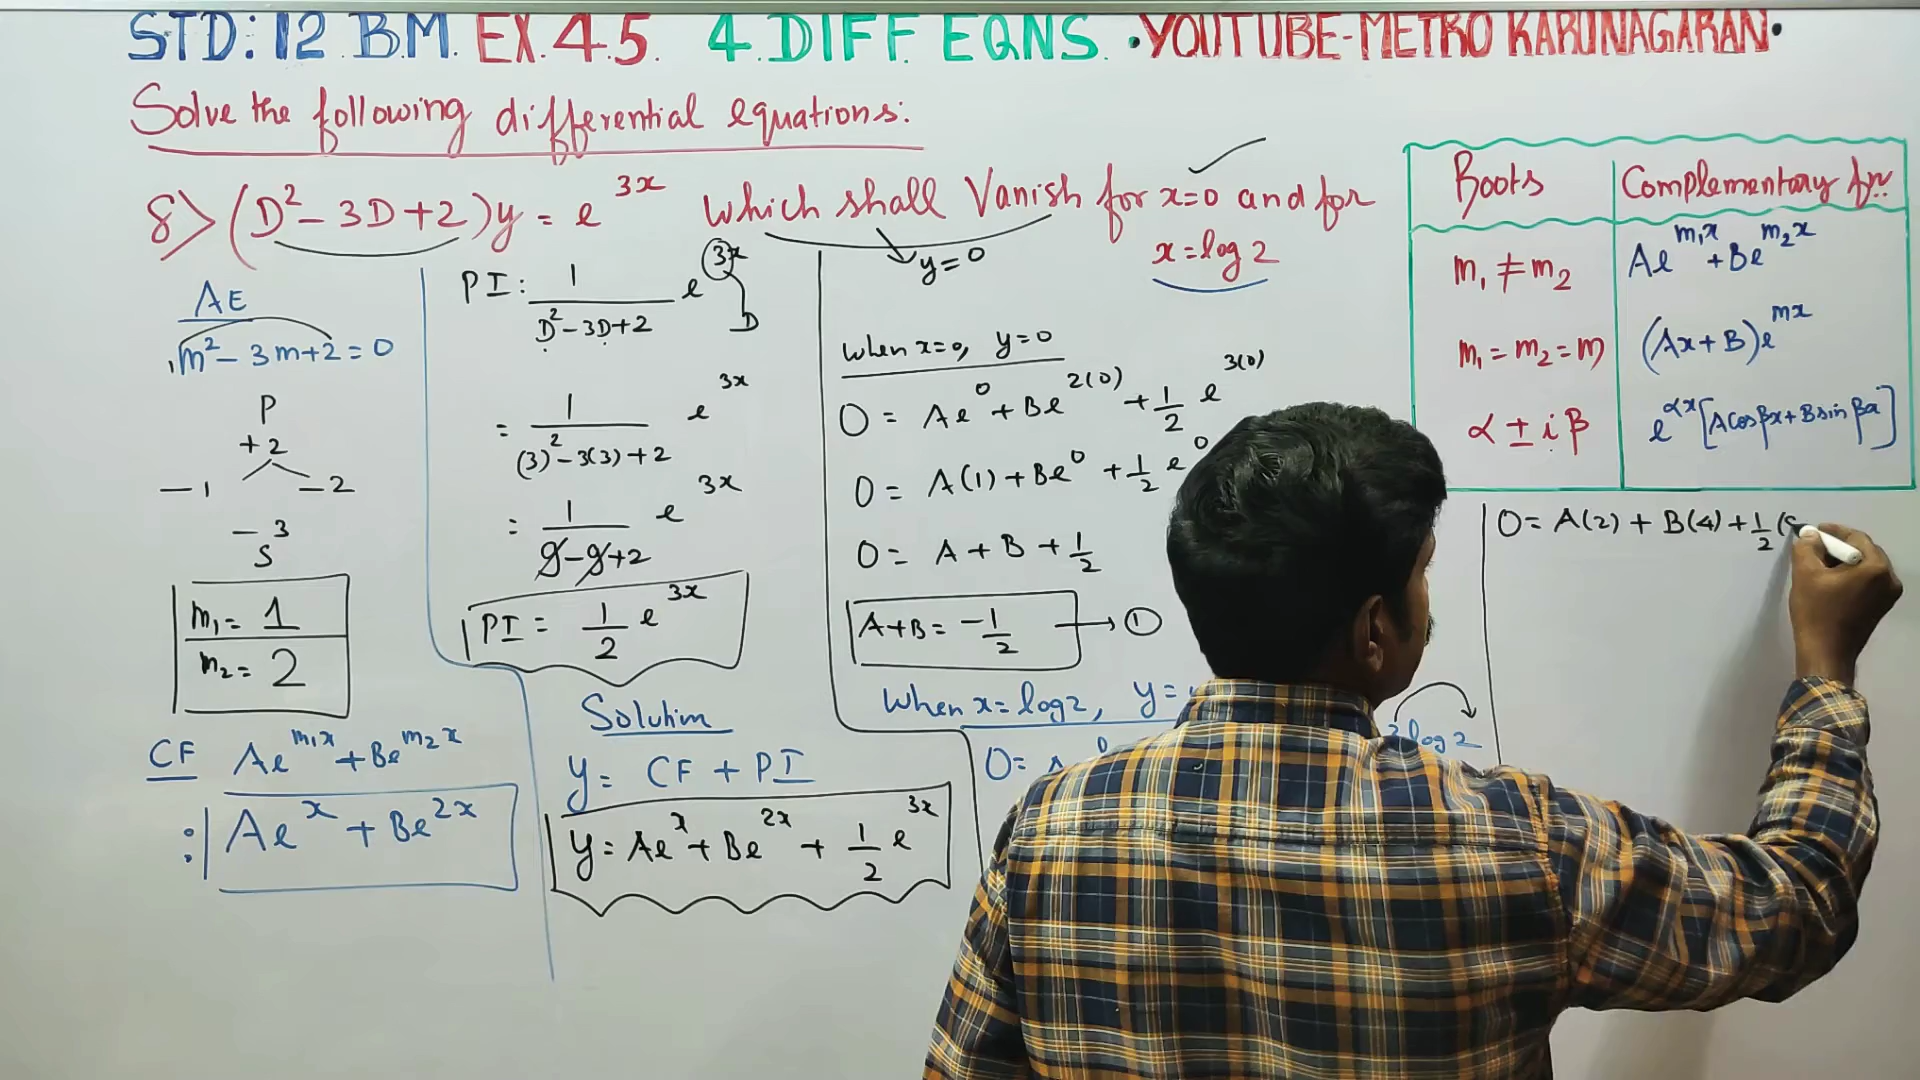 STD: 12 B.M. EX. 4.5. 4. DIFF. EQNS. •YOUTUBE-METRO KARUNAGARAN•
Solve the following differential equations:
8> (D² - 3D + 2)y = e^3x which shall Vanish for x=0 and for
x = log 2
y = 0
AE
m² - 3m + 2 = 0
P
+2
-1 -2
-3
S
m₁ = 1
m₂ = 2
CF Ae^m₁x + Be^m₂x
: Ae^x + Be^2x
PI: 1/(D² - 3D + 2) e^3x
D
= 1/((3)² - 3(3) + 2) e^3x
= 1/(9 - 9 + 2) e^3x
PI = 1/2 e^3x
Solution
y = CF + PI
y = Ae^x + Be^2x + 1/2 e^3x
When x=0, y=0
0 = Ae^0 + Be^2(0) + 1/2 e^3(0)
0 = A(1) + Be^0 + 1/2 e^0
0 = A + B + 1/2
A+B = -1/2 → ①
When x = log2, y =
0 =
log 2
Roots Complementary fn.
m₁ ≠ m₂ Ae^m₁x + Be^m₂x
m₁ = m₂ = m (Ax + B)e^mx
α ± iβ e^αx [A cos βx + B sin βx]
0 = A(2) + B(4) + 1/2 (